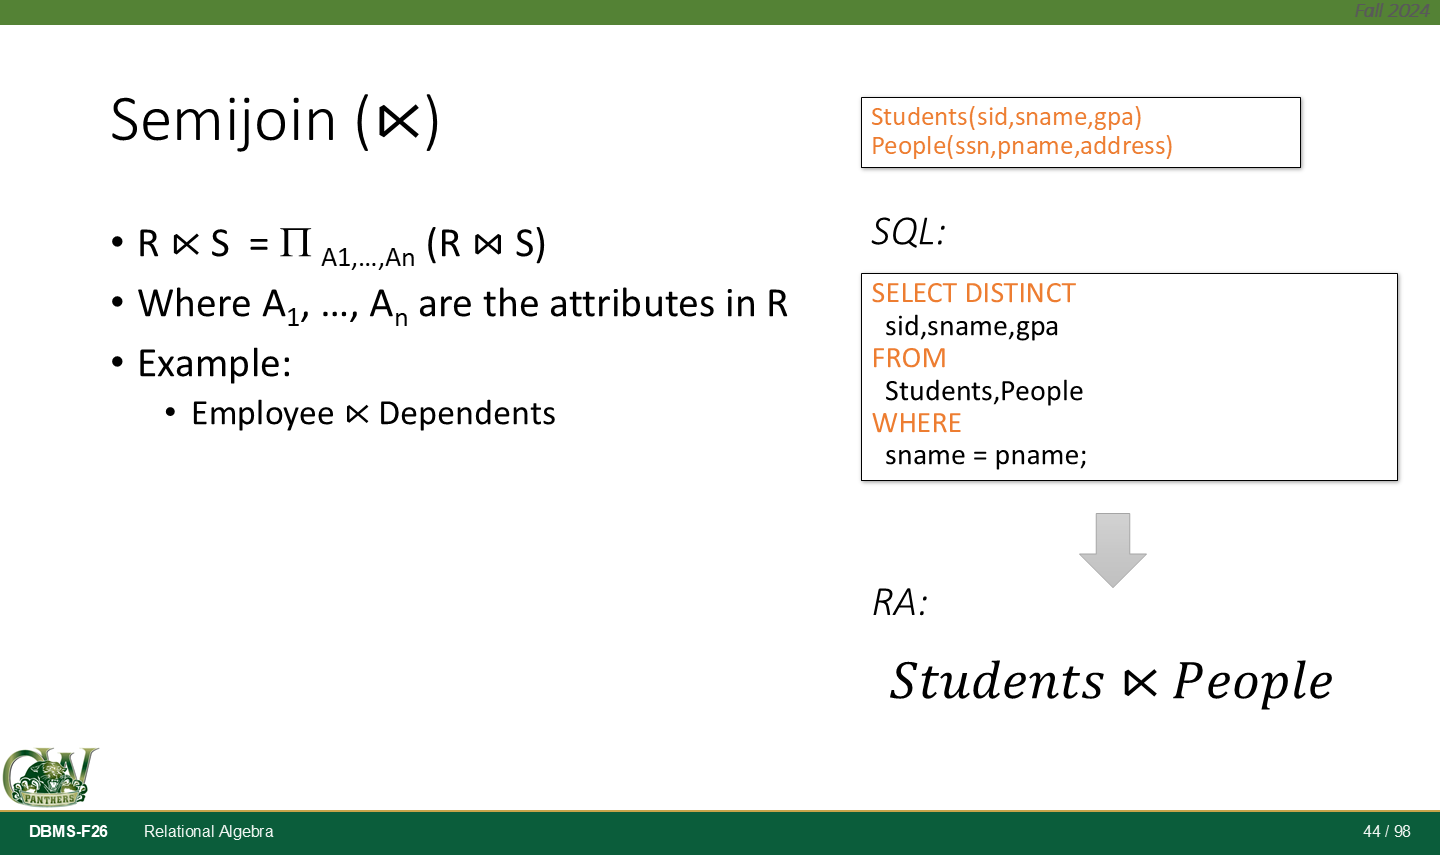 Fall 2024
Semijoin (⋉)
• R ⋉ S = Π A1,…,An (R ⋈ S)
• Where A1, …, An are the attributes in R
• Example:
• Employee ⋉ Dependents
Students(sid,sname,gpa)
People(ssn,pname,address)
SQL:
SELECT DISTINCT
sid,sname,gpa
FROM
Students,People
WHERE
sname = pname;
RA:
Students ⋉ People
OW
PANTHERS
DBMS-F26 Relational Algebra 44 / 98